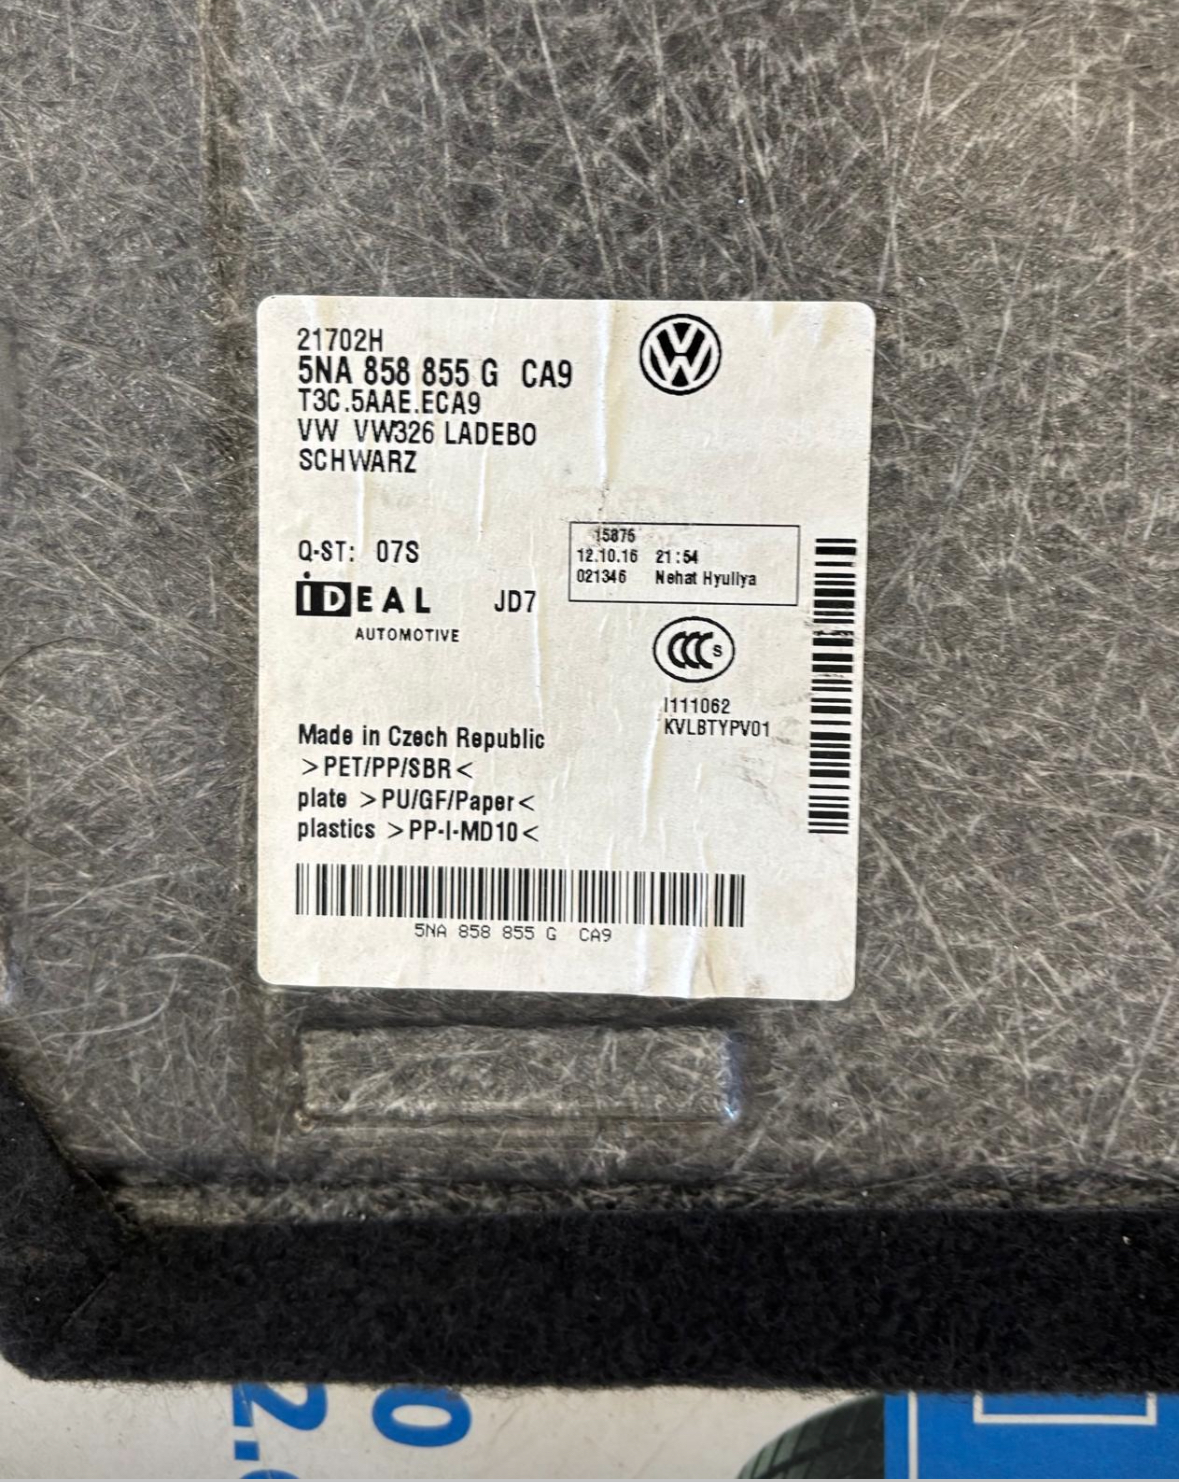 21702H
5NA 858 855 G CA9
T3C.5AAE.ECA9
VW VW326 LADEBO
SCHWARZ
Q-ST: 07S
15876
12.10.16 21:54
021346 Nehat Hyuliya
iDEAL JD7
AUTOMOTIVE
CCC S
I111062
KVLBTYPV01
Made in Czech Republic
>PET/PP/SBR<
plate >PU/GF/Paper<
plastics >PP-I-MD10<
5NA 858 855 G CA9